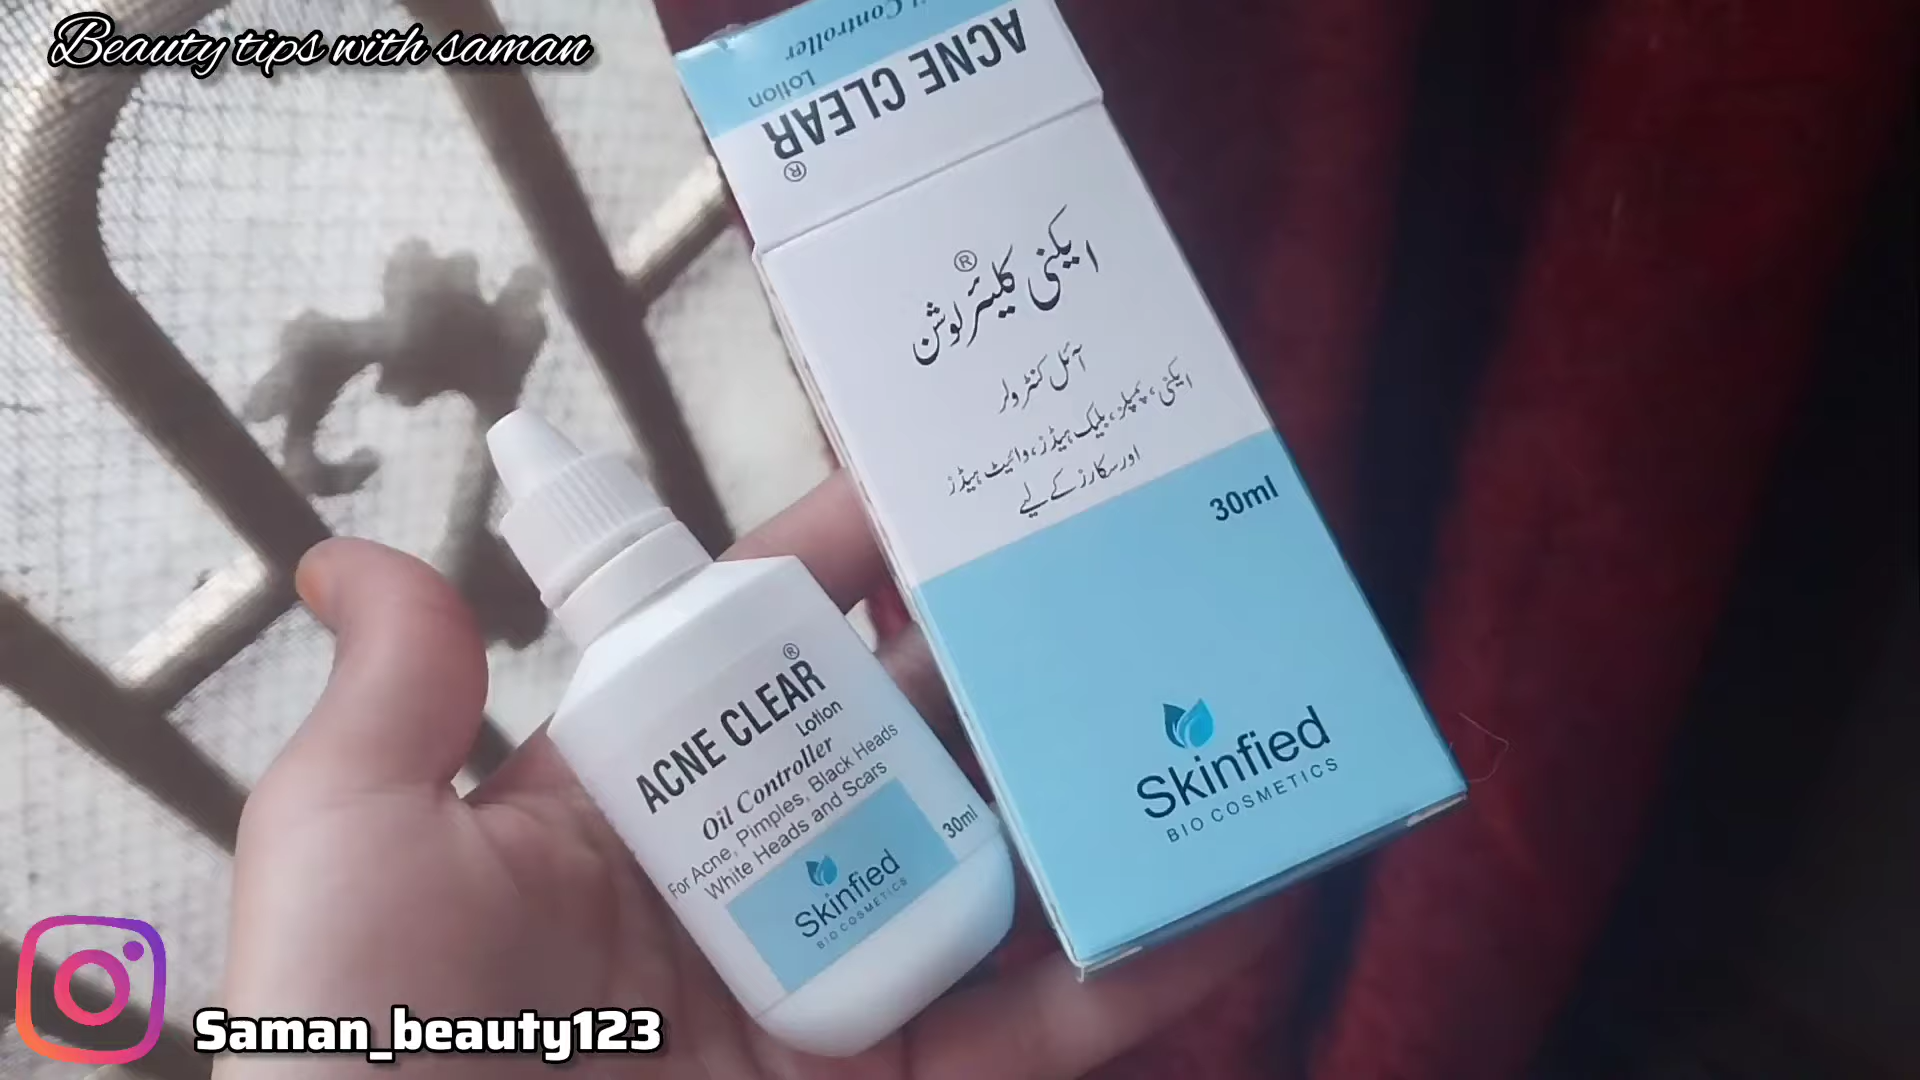 Beauty tips with saman
Oil Controller
Lotion
ACNE CLEAR®
ایکنی کلیئر لوشن®
آئل کنٹرولر
ایکنی، پمپلز، بلیک ہیڈز، وائیٹ ہیڈز
اور سکارز کے لیے
30ml
Skinfied
BIO COSMETICS
ACNE CLEAR®
Lotion
Oil Controller
For Acne, Pimples, Black Heads
White Heads and Scars
30ml
Skinfied
BIO COSMETICS
Saman_beauty123